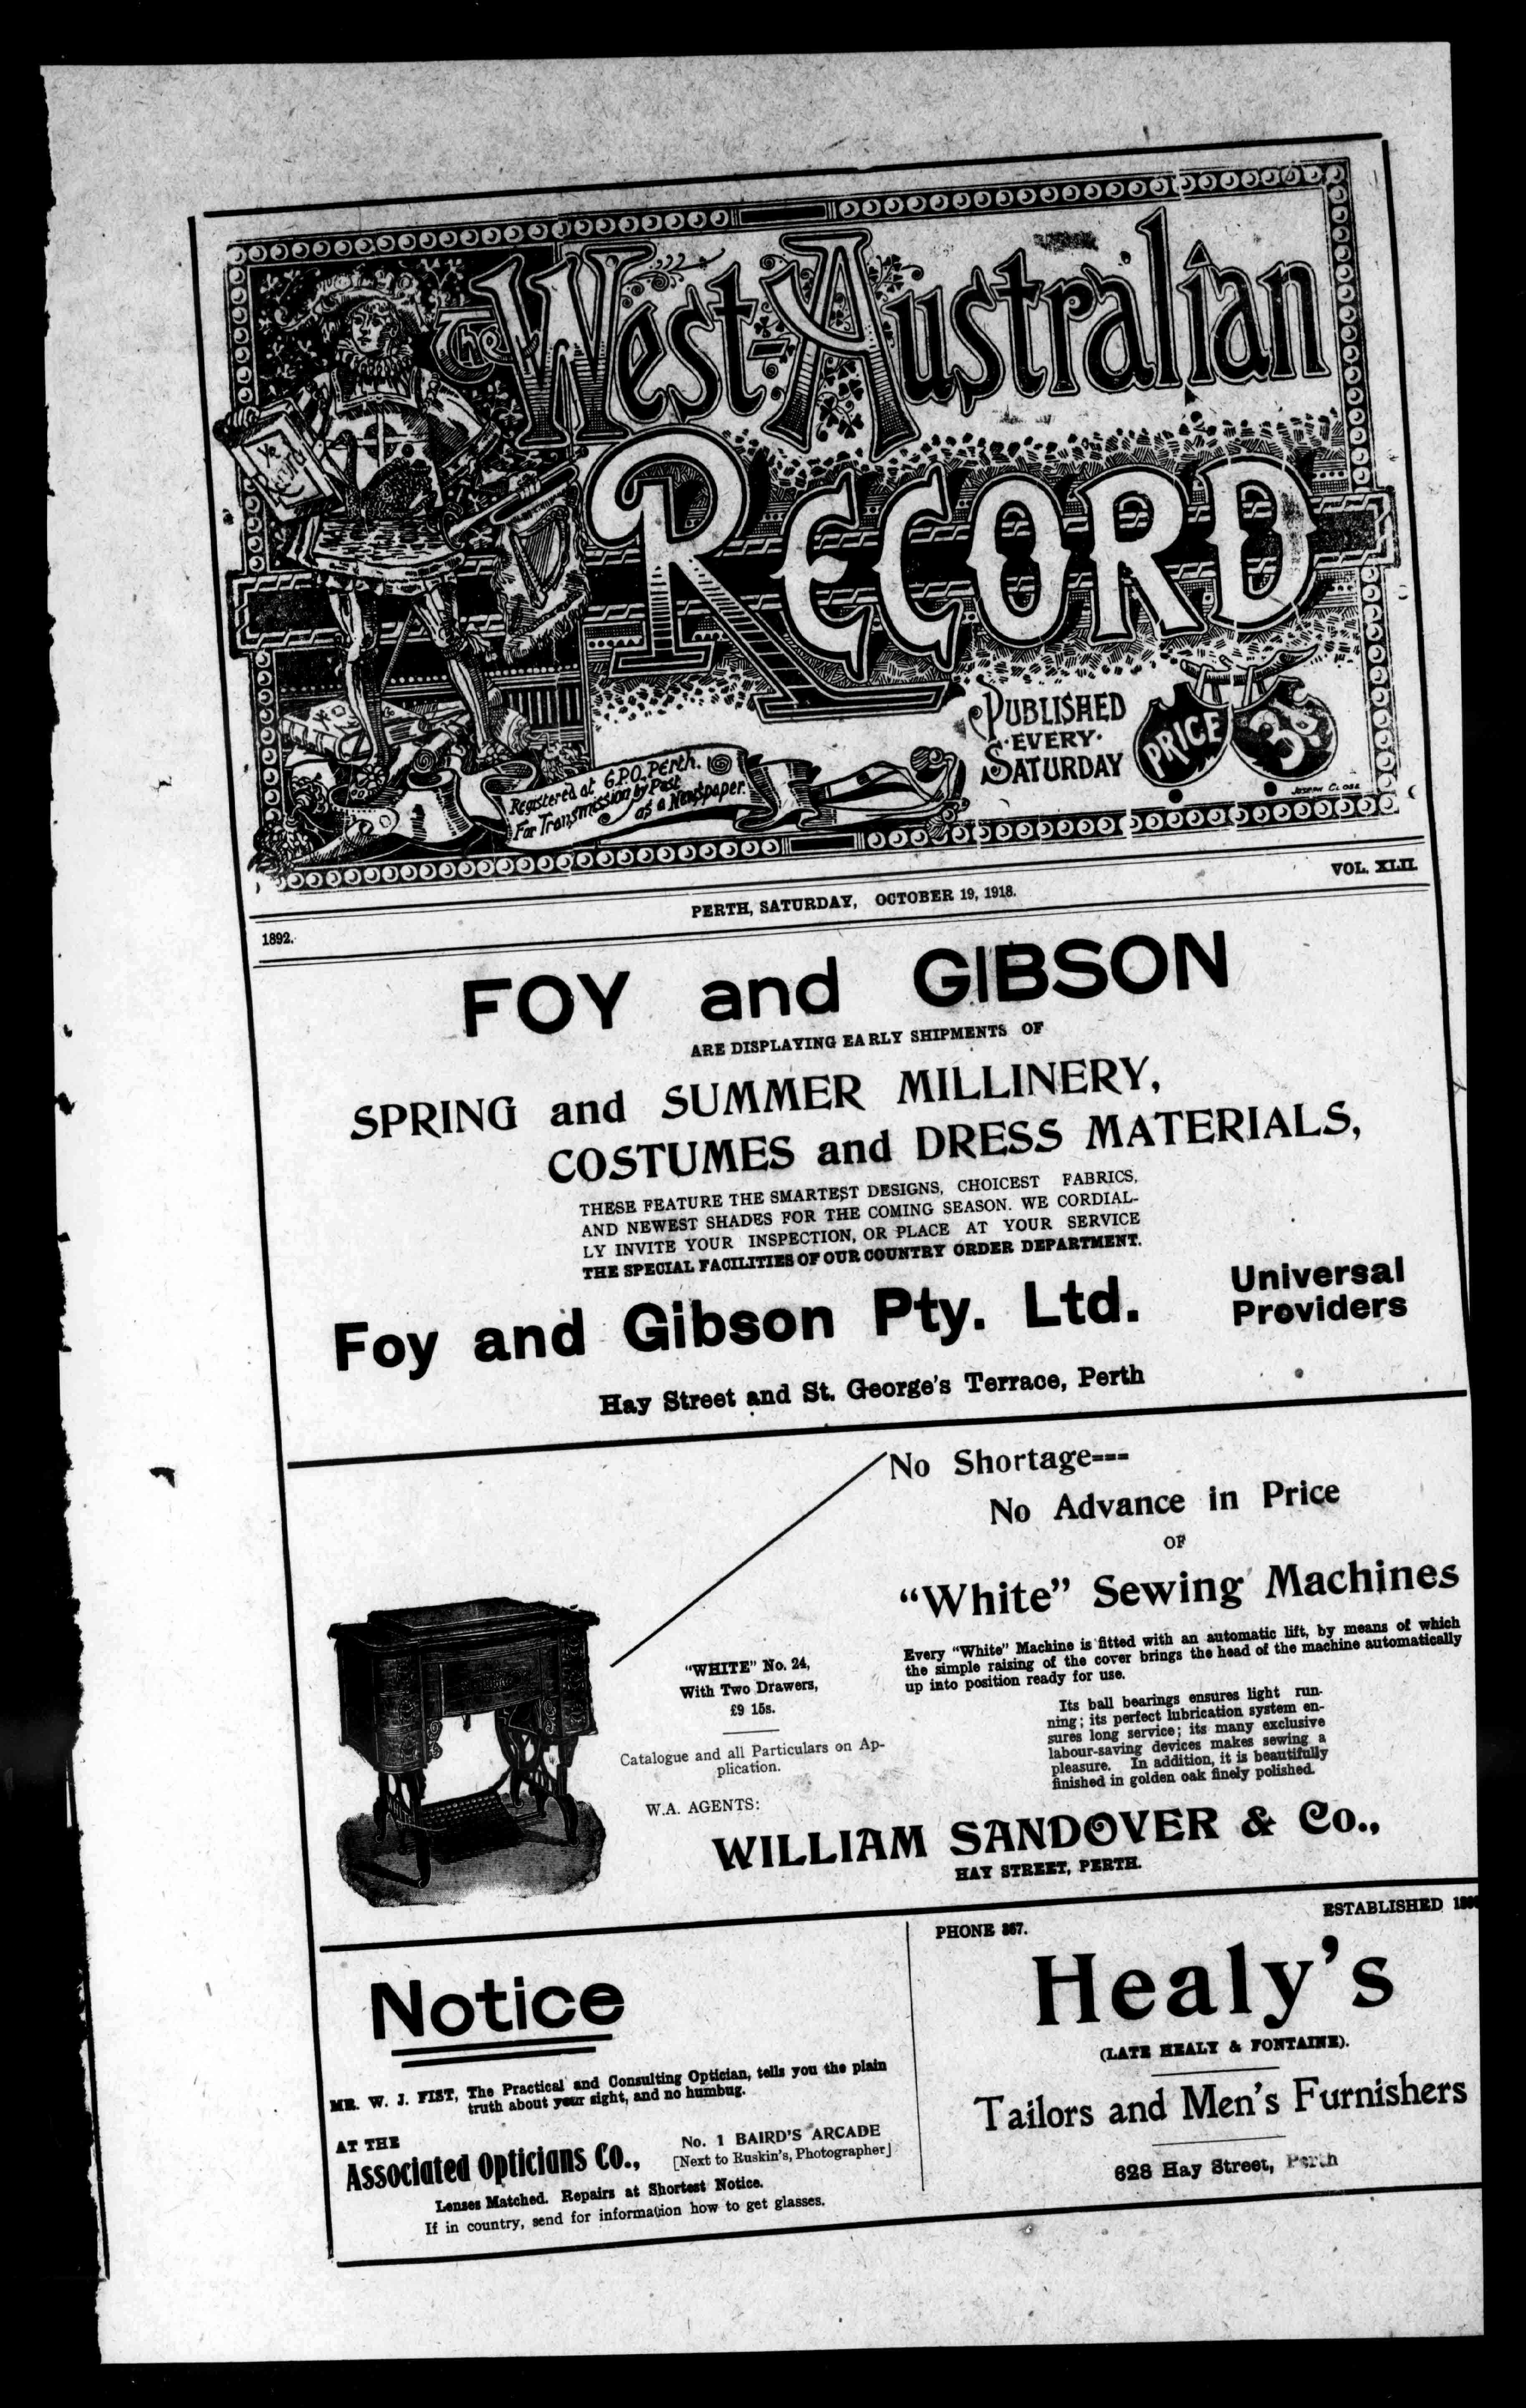 The West-Australian
RECORD
Ye
Record
PUBLISHED
·EVERY·
SATURDAY
PRICE 3d
Registered at G.P.O. Perth.
For Transmission by Post
as a Newspaper.
JOSEPH CLOSE
VOL. XLII.
PERTH, SATURDAY, OCTOBER 19, 1918.
1892.
FOY and GIBSON
ARE DISPLAYING EARLY SHIPMENTS OF
SPRING and SUMMER MILLINERY,
COSTUMES and DRESS MATERIALS,
THESE FEATURE THE SMARTEST DESIGNS, CHOICEST FABRICS,
AND NEWEST SHADES FOR THE COMING SEASON. WE CORDIAL-
LY INVITE YOUR INSPECTION, OR PLACE AT YOUR SERVICE
THE SPECIAL FACILITIES OF OUR COUNTRY ORDER DEPARTMENT.
Foy and Gibson Pty. Ltd.
Universal
Providers
Hay Street and St. George's Terrace, Perth
No Shortage---
No Advance in Price
OF
"White" Sewing Machines
Every "White" Machine is fitted with an automatic lift, by means of which
the simple raising of the cover brings the head of the machine automatically
up into position ready for use.
Its ball bearings ensures light run-
ning; its perfect lubrication system en-
sures long service; its many exclusive
labour-saving devices makes sewing a
pleasure. In addition, it is beautifully
finished in golden oak finely polished.
"WHITE" No. 24,
With Two Drawers,
£9 15s.
Catalogue and all Particulars on Ap-
plication.
W.A. AGENTS:
WILLIAM SANDOVER & Co.,
HAY STREET, PERTH.
Notice
MR. W. J. FIST, The Practical and Consulting Optician, tells you the plain
truth about your sight, and no humbug.
AT THE
Associated Opticians Co.,
No. 1 BAIRD'S ARCADE
[Next to Ruskin's, Photographer]
Lenses Matched. Repairs at Shortest Notice.
If in country, send for information how to get glasses.
PHONE 867.
ESTABLISHED
Healy's
(LATE HEALY & FONTAINE).
Tailors and Men's Furnishers
628 Hay Street, Perth